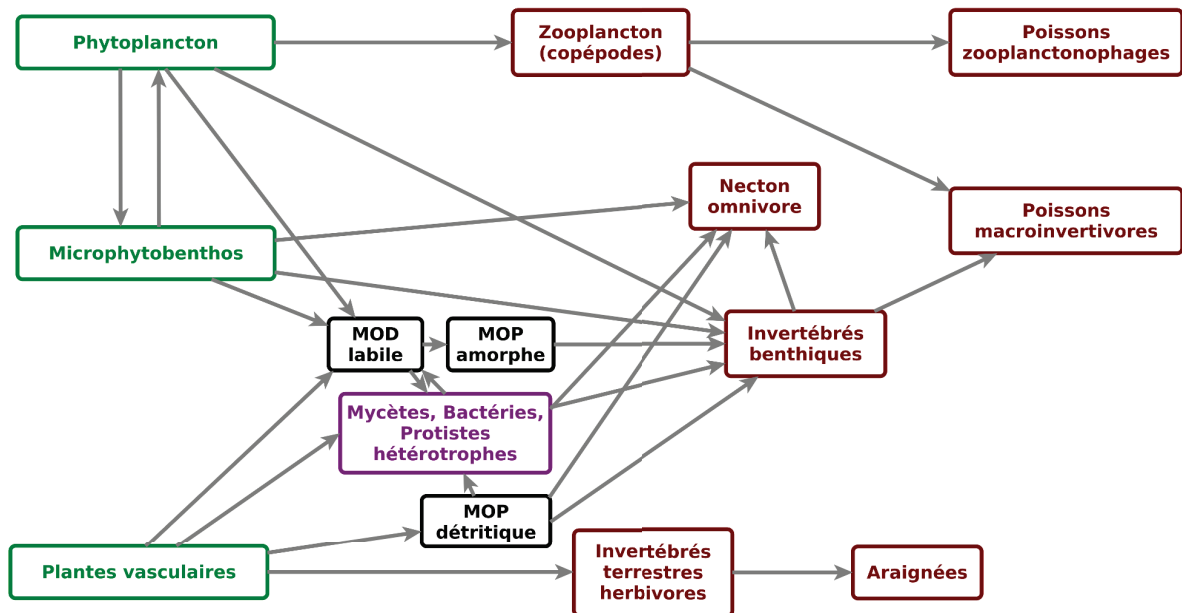 Phytoplancton
Zooplancton
(copépodes)
Poissons
zooplanctonophages
Necton
omnivore
Poissons
macroinvertivores
Microphytobenthos
MOD
labile
MOP
amorphe
Invertébrés
benthiques
Mycètes, Bactéries,
Protistes
hétérotrophes
MOP
détritique
Plantes vasculaires
Invertébrés
terrestres
herbivores
Araignées